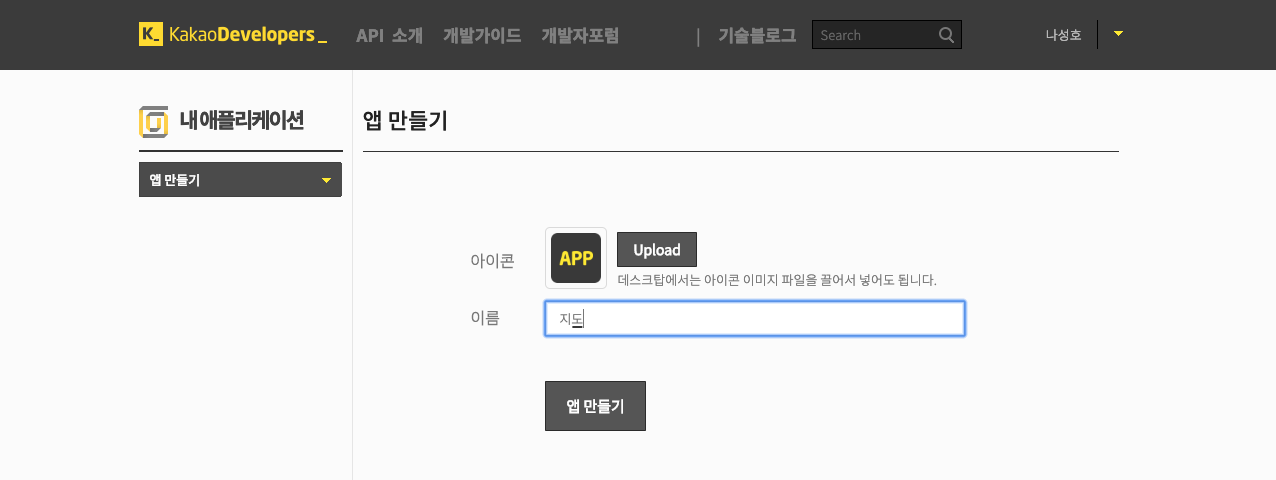 K_ KakaoDevelopers_ API 소개 개발가이드 개발자포럼 | 기술블로그 Search 나성호
내 애플리케이션
앱 만들기
앱 만들기
아이콘
APP
Upload
데스크탑에서는 아이콘 이미지 파일을 끌어서 넣어도 됩니다.
이름
지도
앱 만들기